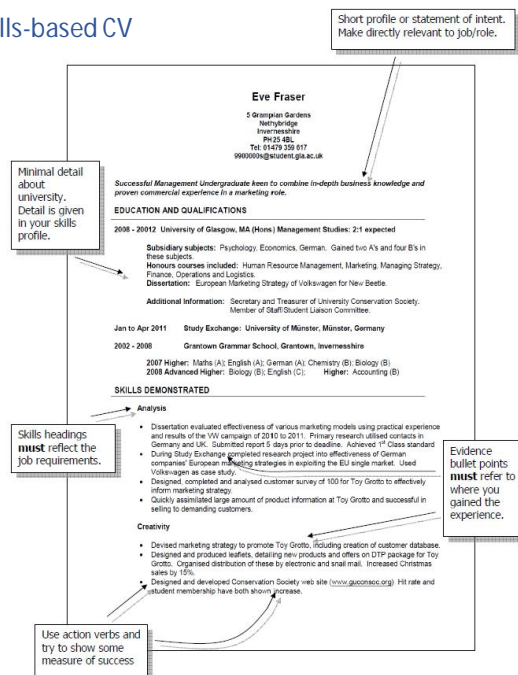 lls-based CV
Short profile or statement of intent.
Make directly relevant to job/role.
Eve Fraser
5 Grampian Gardens
Nethybridge
Invernesshire
PH25 4BL
Tel: 01479 359 617
9900000s@student.gla.ac.uk
Minimal detail
about
university.
Detail is given
in your skills
profile.
Successful Management Undergraduate keen to combine in-depth business knowledge and
proven commercial experience in a marketing role.
EDUCATION AND QUALIFICATIONS
2008 - 20012 University of Glasgow, MA (Hons) Management Studies: 2:1 expected
Subsidiary subjects: Psychology, Economics, German. Gained two A's and four B's in
these subjects.
Honours courses included: Human Resource Management, Marketing, Managing Strategy,
Finance, Operations and Logistics.
Dissertation: European Marketing Strategy of Volkswagen for New Beetle.
Additional Information: Secretary and Treasurer of University Conservation Society.
Member of Staff/Student Liaison Committee.
Jan to Apr 2011 Study Exchange: University of Münster, Münster, Germany
2002 - 2008 Grantown Grammar School, Grantown, Invernesshire
2007 Higher: Maths (A); English (A); German (A); Chemistry (B); Biology (B)
2008 Advanced Higher: Biology (B); English (C); Higher: Accounting (B)
SKILLS DEMONSTRATED
Skills headings
must reflect the
job requirements.
Analysis
• Dissertation evaluated effectiveness of various marketing models using practical experience
and results of the VW campaign of 2010 to 2011. Primary research utilised contacts in
Germany and UK. Submitted report 5 days prior to deadline. Achieved 1st Class standard
• During Study Exchange completed research project into effectiveness of German
companies' European marketing strategies in exploiting the EU single market. Used
Volkswagen as case study.
• Designed, completed and analysed customer survey of 100 for Toy Grotto to effectively
inform marketing strategy.
• Quickly assimilated large amount of product information at Toy Grotto and successful in
selling to demanding customers.
Evidence
bullet points
must refer to
where you
gained the
experience.
Creativity
• Devised marketing strategy to promote Toy Grotto, including creation of customer database.
• Designed and produced leaflets, detailing new products and offers on DTP package for Toy
Grotto. Organised distribution of these by electronic and snail mail. Increased Christmas
sales by 15%.
• Designed and developed Conservation Society web site (www.guconsoc.org) Hit rate and
student membership have both shown increase.
Use action verbs and
try to show some
measure of success